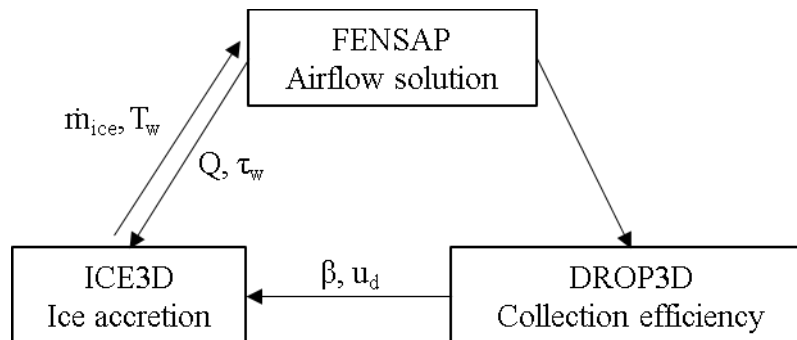 FENSAP
Airflow solution
ṁice, Tw
Q, τw
ICE3D
Ice accretion
β, ud
DROP3D
Collection efficiency